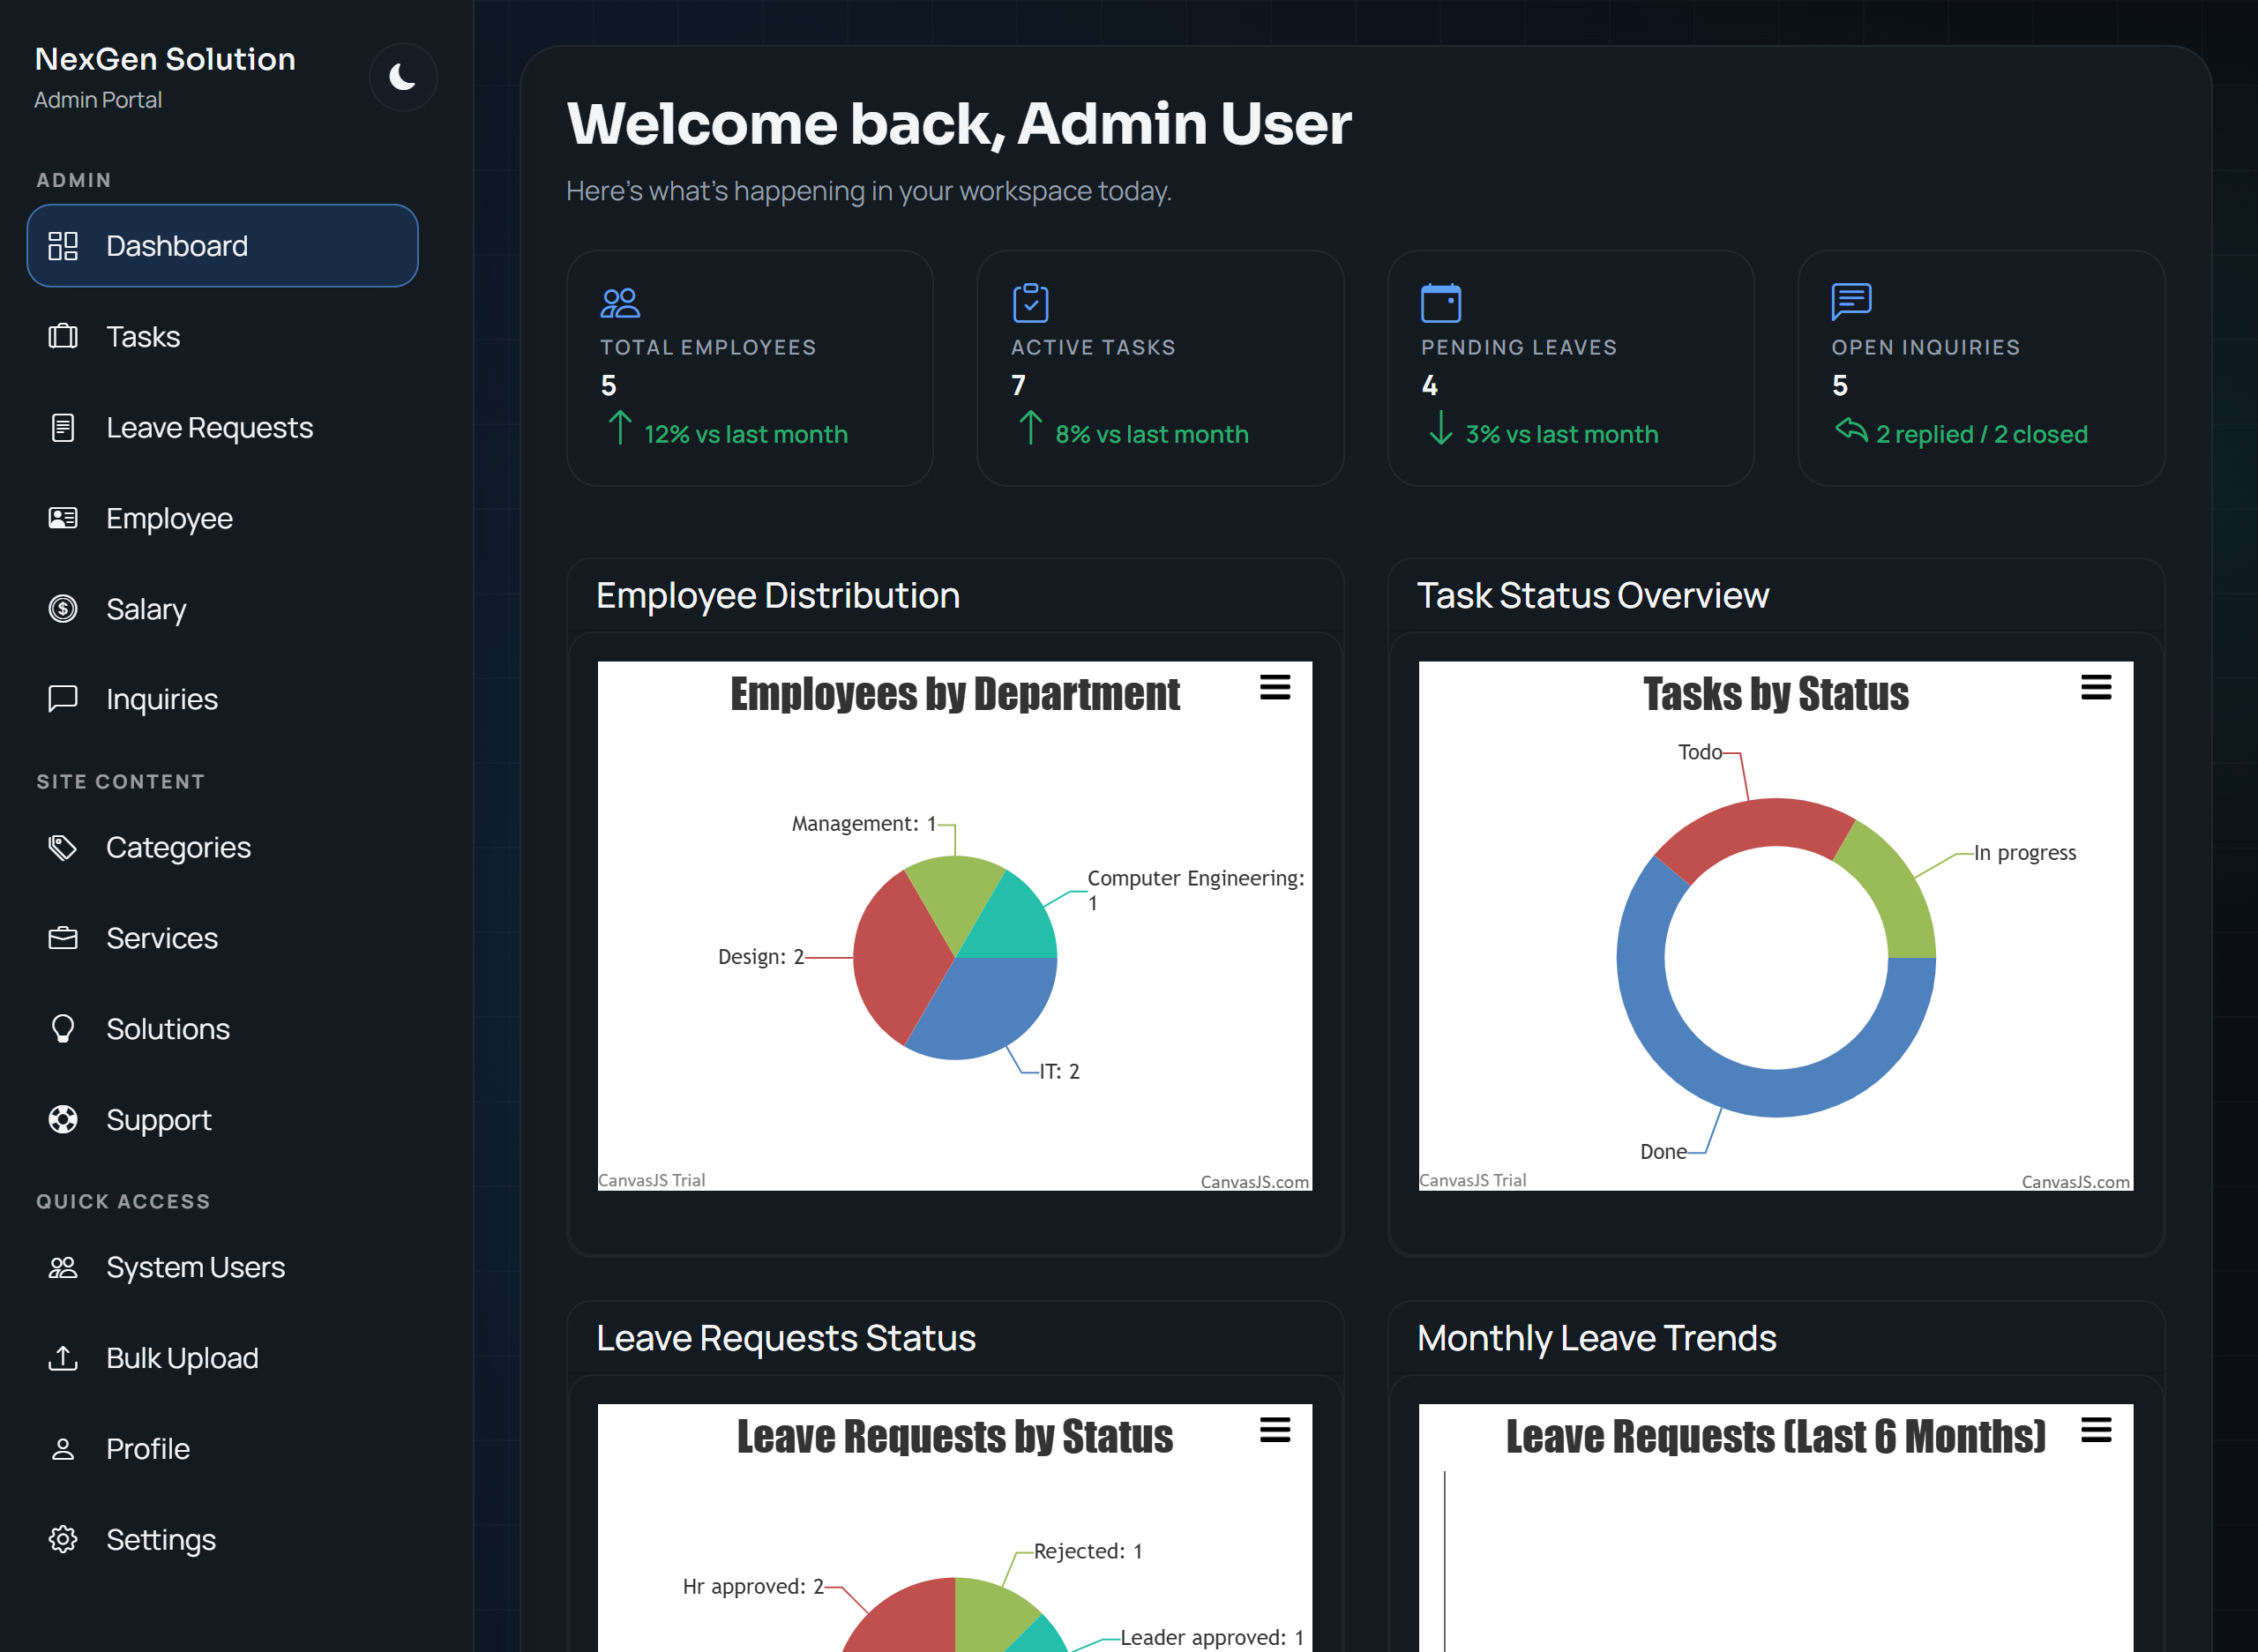 NexGen Solution
Admin Portal
ADMIN
Dashboard
Tasks
Leave Requests
Employee
Salary
Inquiries
SITE CONTENT
Categories
Services
Solutions
Support
QUICK ACCESS
System Users
Bulk Upload
Profile
Settings
Welcome back, Admin User
Here's what's happening in your workspace today.
TOTAL EMPLOYEES
5
12% vs last month
ACTIVE TASKS
7
8% vs last month
PENDING LEAVES
4
3% vs last month
OPEN INQUIRIES
5
2 replied / 2 closed
Employee Distribution
Employees by Department
Management: 1
Computer Engineering:
1
Design: 2
IT: 2
CanvasJS Trial
CanvasJS.com
Task Status Overview
Tasks by Status
Todo
In progress
Done
CanvasJS Trial
CanvasJS.com
Leave Requests Status
Leave Requests by Status
Rejected: 1
Hr approved: 2
Leader approved: 1
Monthly Leave Trends
Leave Requests (Last 6 Months)